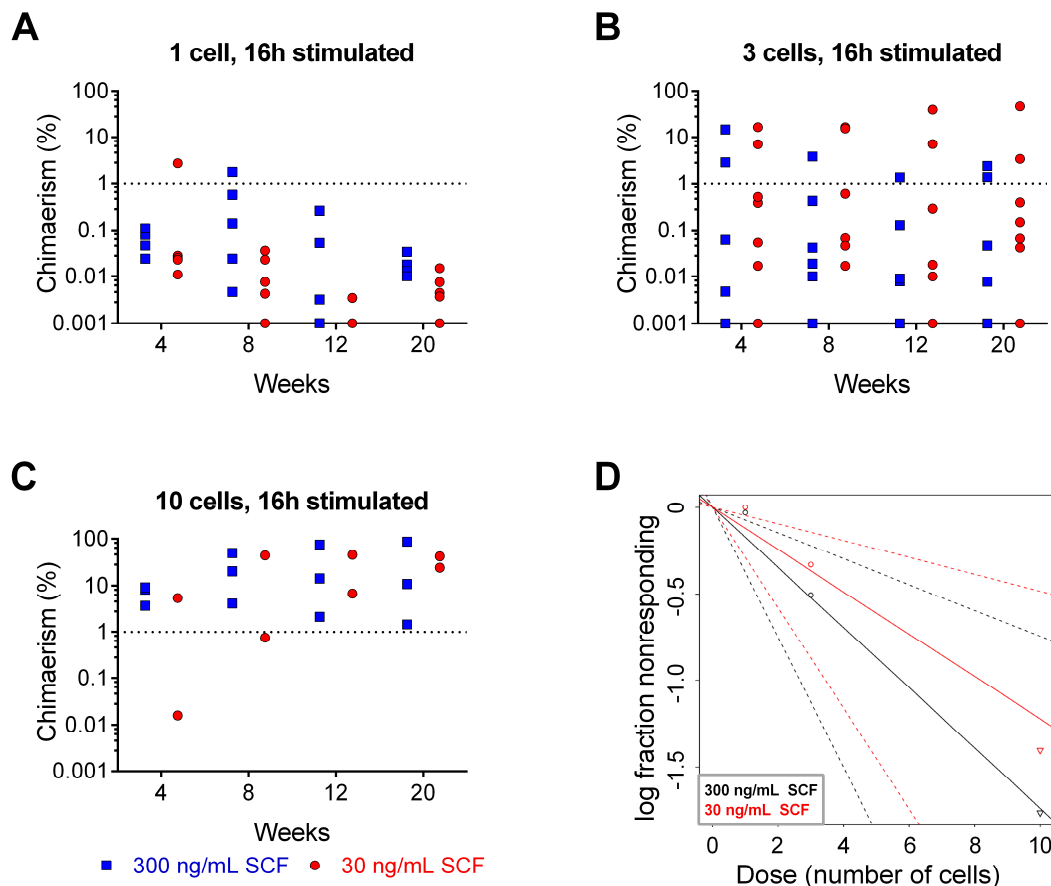 A
1 cell, 16h stimulated
Chimaerism (%)
100
10
1
0.1
0.01
0.001
4 8 12 20
Weeks
B
3 cells, 16h stimulated
Chimaerism (%)
100
10
1
0.1
0.01
0.001
4 8 12 20
Weeks
C
10 cells, 16h stimulated
Chimaerism (%)
100
10
1
0.1
0.01
0.001
4 8 12 20
Weeks
300 ng/mL SCF 30 ng/mL SCF
D
log fraction nonresponding
-0
-0.5
-1.0
-1.5
300 ng/mL SCF
30 ng/mL SCF
0 2 4 6 8 10
Dose (number of cells)